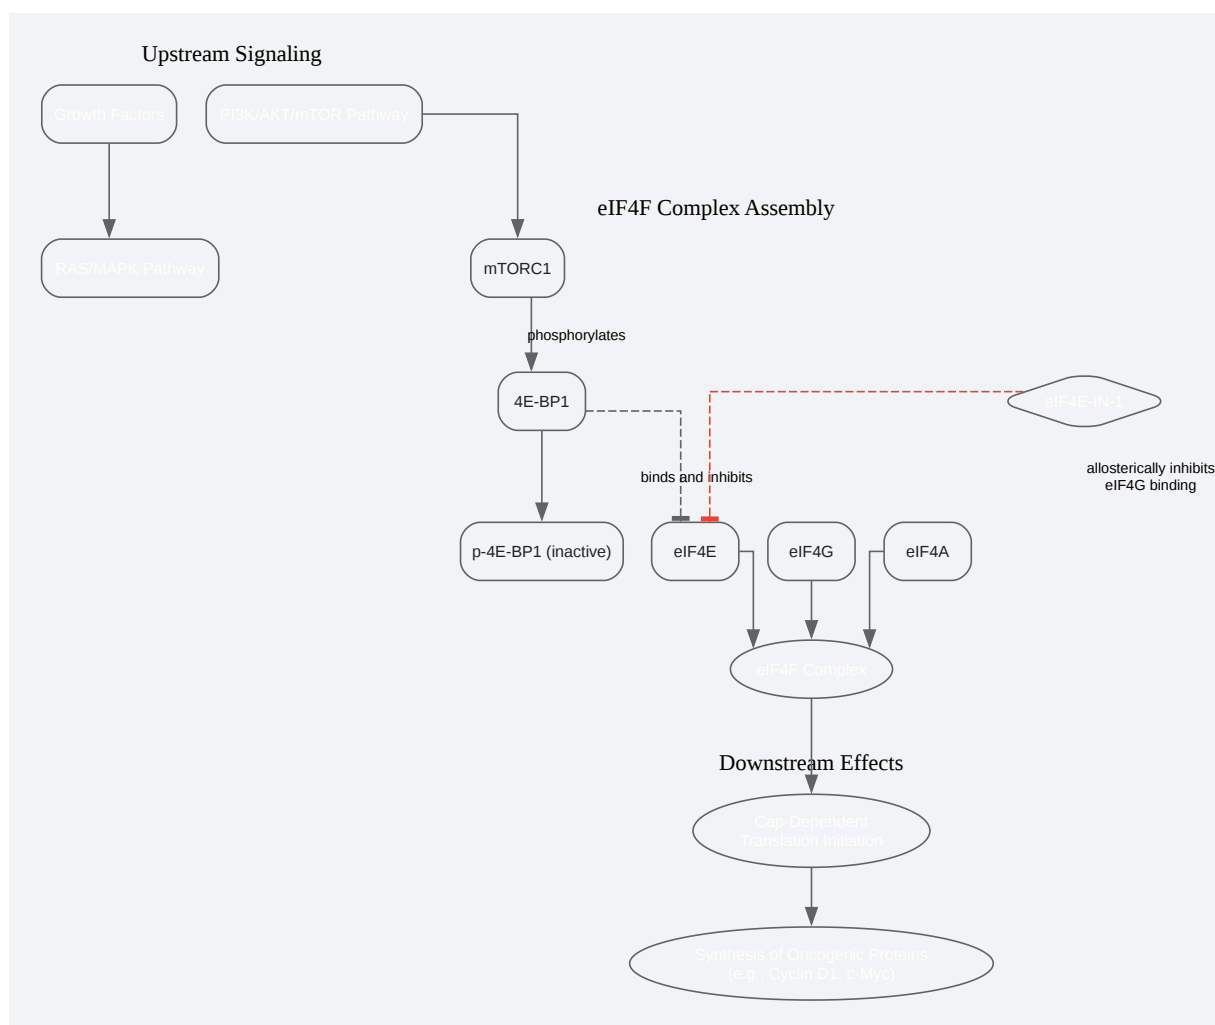 Upstream Signaling
Growth Factors
PI3K/AKT/mTOR Pathway
eIF4F Complex Assembly
RAS/MAPK Pathway
mTORC1
phosphorylates
4E-BP1
eIF4E-IN-1
binds and inhibits
allosterically inhibits
eIF4G binding
p-4E-BP1 (inactive)
eIF4E
eIF4G
eIF4A
eIF4F Complex
Downstream Effects
Cap-Dependent
Translation Initiation
Synthesis of Oncogenic Proteins
(e.g., Cyclin D1, c-Myc)